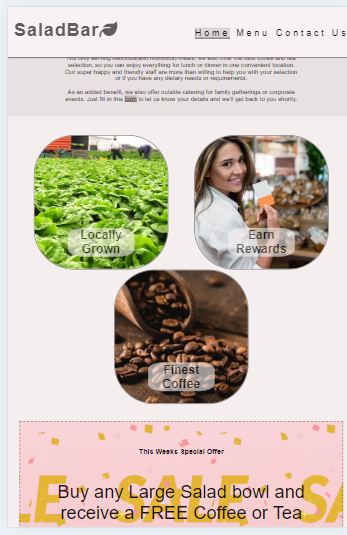 SaladBar
Home Menu Contact Us
Not only serving delicious(and nutritious) meals, we also offer the best coffee and tea
selection, so you can enjoy everything for lunch or dinner in one convenient location.
Our super happy and friendly staff are more than willing to help you with your selection
or if you have any dietary needs or requirements.
As an added benefit, we also offer outside catering for family gatherings or corporate
events. Just fill in this form to let us know your details and we'll get back to you shortly.
Locally
Grown
Earn
Rewards
Finest
Coffee
LE SALE SA
This Weeks Special Offer
Buy any Large Salad bowl and
receive a FREE Coffee or Tea